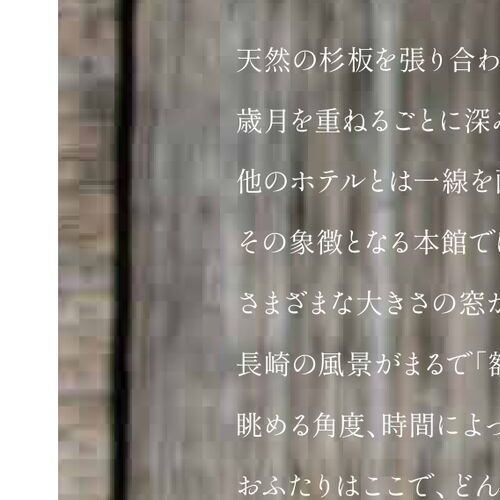 天然の杉板を張り合わ
歳月を重ねるごとに深
他のホテルとは一線を
その象徴となる本館で
さまざまな大きさの窓
長崎の風景がまるで「
眺める角度、時間によっ
おふたりはここで、どん